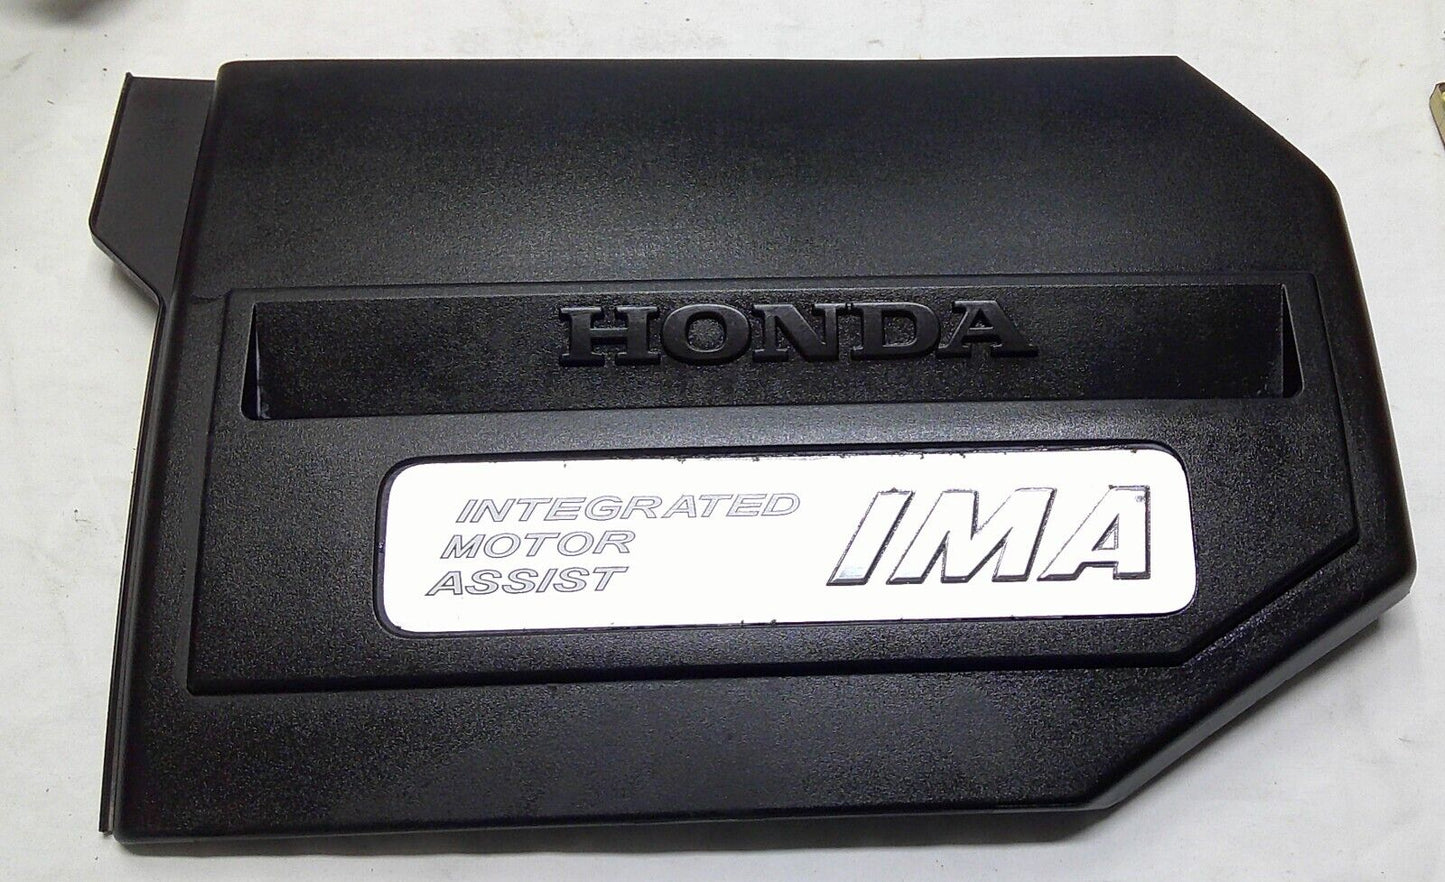 HONDA
INTEGRATED
MOTOR
ASSIST
IMA